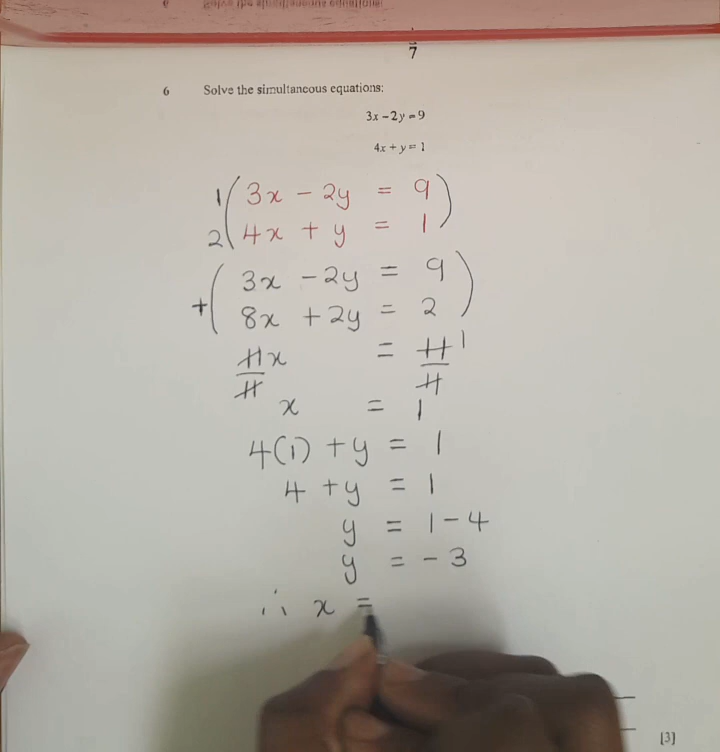 7
6 Solve the simultaneous equations:
3x - 2y = 9
4x + y = 1
1 ( 3x - 2y = 9 )
2 ( 4x + y = 1 )
+ ( 3x - 2y = 9
8x + 2y = 2 )
11x = 11 1
11 11
x = 1
4(1) + y = 1
4 + y = 1
y = 1 - 4
y = - 3
∴ x =
[3]